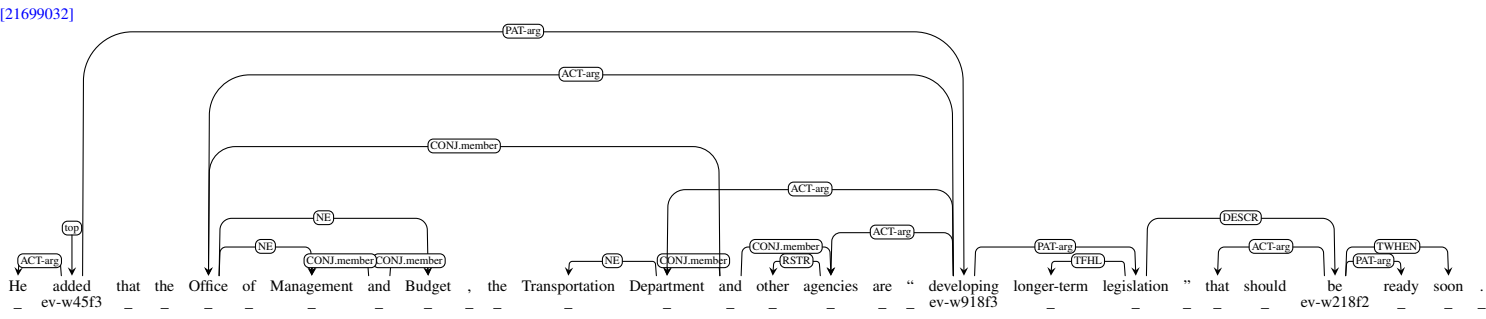 [21699032]
PAT-arg
ACT-arg
CONJ.member
ACT-arg
NE DESCR
top ACT-arg
NE CONJ.member PAT-arg ACT-arg TWHEN
ACT-arg CONJ.member CONJ.member NE CONJ.member RSTR TFHL PAT-arg
He added that the Office of Management and Budget , the Transportation Department and other agencies are “ developing longer-term legislation ” that should be ready soon .
_ ev-w45f3 _ _ _ _ _ _ _ _ _ _ _ _ _ _ _ _ ev-w918f3 _ _ _ _ _ ev-w218f2 _ _ _